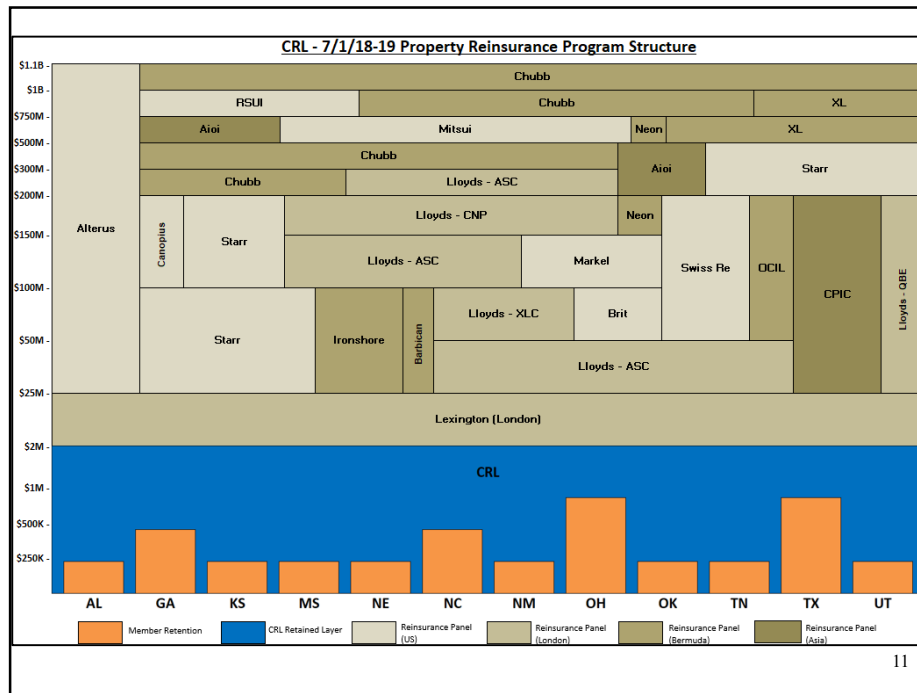 CRL - 7/1/18-19 Property Reinsurance Program Structure
$1.1B -
Chubb
$1B -
RSUI Chubb XL
$750M -
Aioi Mitsui Neon XL
$500M -
Chubb
Aioi Starr
$300M -
Chubb Lloyds - ASC
$200M -
Alterus
Canopius Starr Lloyds - CNP Neon
$150M -
Lloyds - ASC Markel Swiss Re OCIL CPIC Lloyds - QBE
$100M -
Starr Ironshore Barbican Lloyds - XLC Brit
$50M -
Lloyds - ASC
$25M -
Lexington (London)
$2M -
CRL
$1M -
$500K -
$250K -
AL GA KS MS NE NC NM OH OK TN TX UT
Member Retention CRL Retained Layer Reinsurance Panel (US) Reinsurance Panel (London) Reinsurance Panel (Bermuda) Reinsurance Panel (Asia)
11